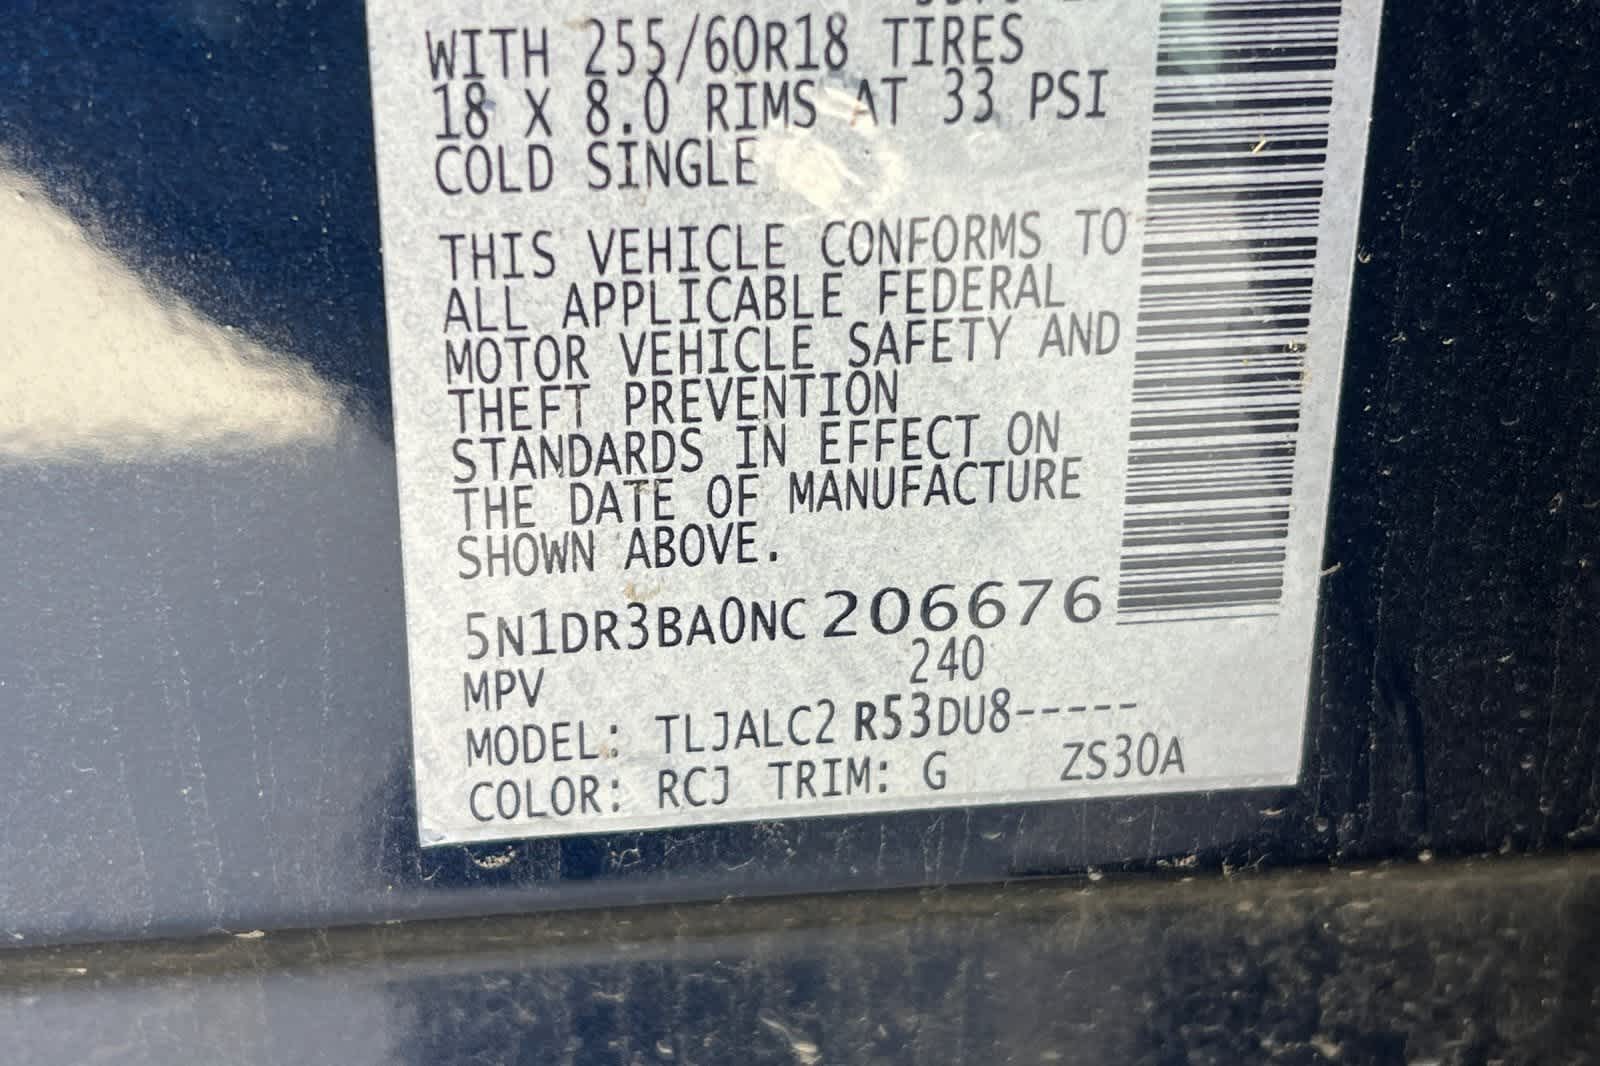 WITH 255/60R18 TIRES
18 X 8.0 RIMS AT 33 PSI
COLD SINGLE
THIS VEHICLE CONFORMS TO
ALL APPLICABLE FEDERAL
MOTOR VEHICLE SAFETY AND
THEFT PREVENTION
STANDARDS IN EFFECT ON
THE DATE OF MANUFACTURE
SHOWN ABOVE.
5N1DR3BA0NC206676
MPV 240
MODEL: TLJALC2 R53DU8-----
COLOR: RCJ TRIM: G ZS30A